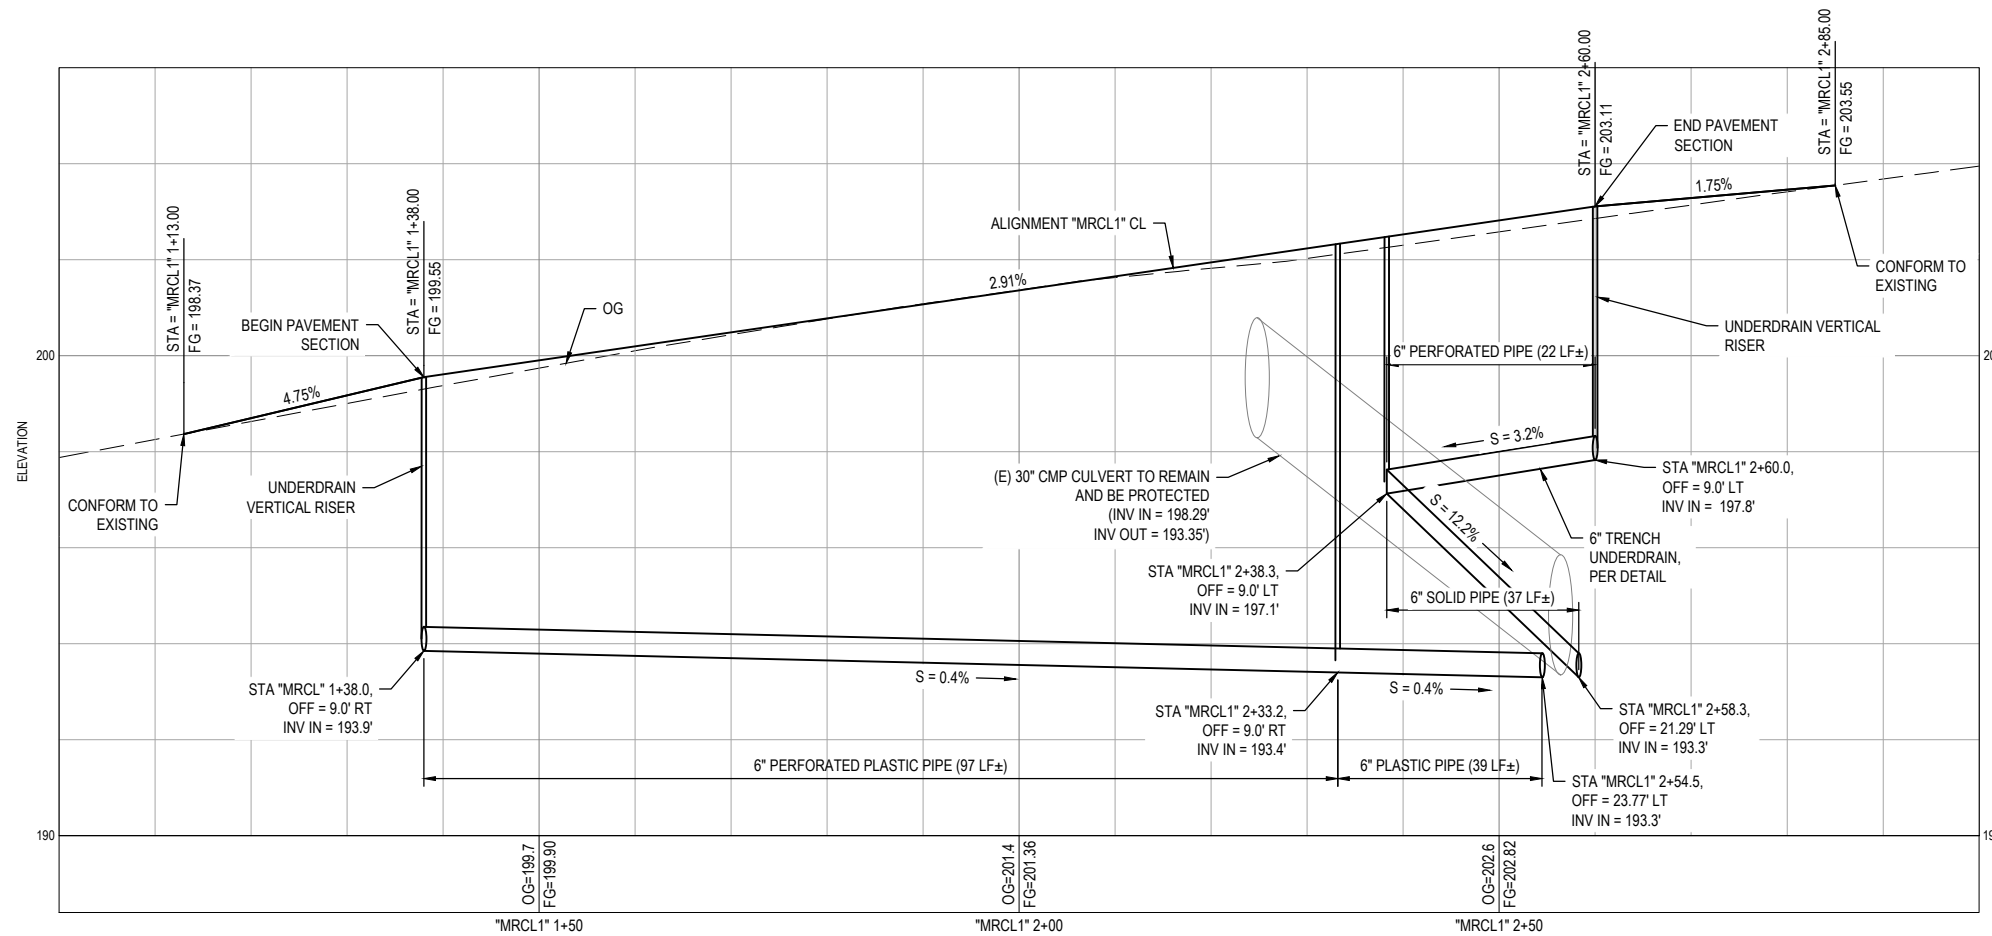 STA = "MRCL1" 1+13.00
FG = 198.37
STA = "MRCL1" 1+38.00
FG = 199.55
STA = "MRCL1" 2+60.00
FG = 203.11
STA = "MRCL1" 2+85.00
FG = 203.55
END PAVEMENT
SECTION
1.75%
ALIGNMENT "MRCL1" CL
CONFORM TO
EXISTING
2.91%
OG
BEGIN PAVEMENT
SECTION
UNDERDRAIN VERTICAL
RISER
200
20
6" PERFORATED PIPE (22 LF±)
4.75%
ELEVATION
S = 3.2%
(E) 30" CMP CULVERT TO REMAIN
AND BE PROTECTED
(INV IN = 198.29'
INV OUT = 193.35')
STA "MRCL1" 2+60.0,
OFF = 9.0' LT
INV IN = 197.8'
UNDERDRAIN
VERTICAL RISER
CONFORM TO
EXISTING
S = 12.2%
6" TRENCH
UNDERDRAIN,
PER DETAIL
STA "MRCL1" 2+38.3,
OFF = 9.0' LT
INV IN = 197.1'
6" SOLID PIPE (37 LF±)
S = 0.4%
S = 0.4%
STA "MRCL" 1+38.0,
OFF = 9.0' RT
INV IN = 193.9'
STA "MRCL1" 2+33.2,
OFF = 9.0' RT
INV IN = 193.4'
STA "MRCL1" 2+58.3,
OFF = 21.29' LT
INV IN = 193.3'
6" PERFORATED PLASTIC PIPE (97 LF±)
6" PLASTIC PIPE (39 LF±)
STA "MRCL1" 2+54.5,
OFF = 23.77' LT
INV IN = 193.3'
190
19
OG=199.7
FG=199.90
OG=201.4
FG=201.36
OG=202.6
FG=202.82
"MRCL1" 1+50
"MRCL1" 2+00
"MRCL1" 2+50